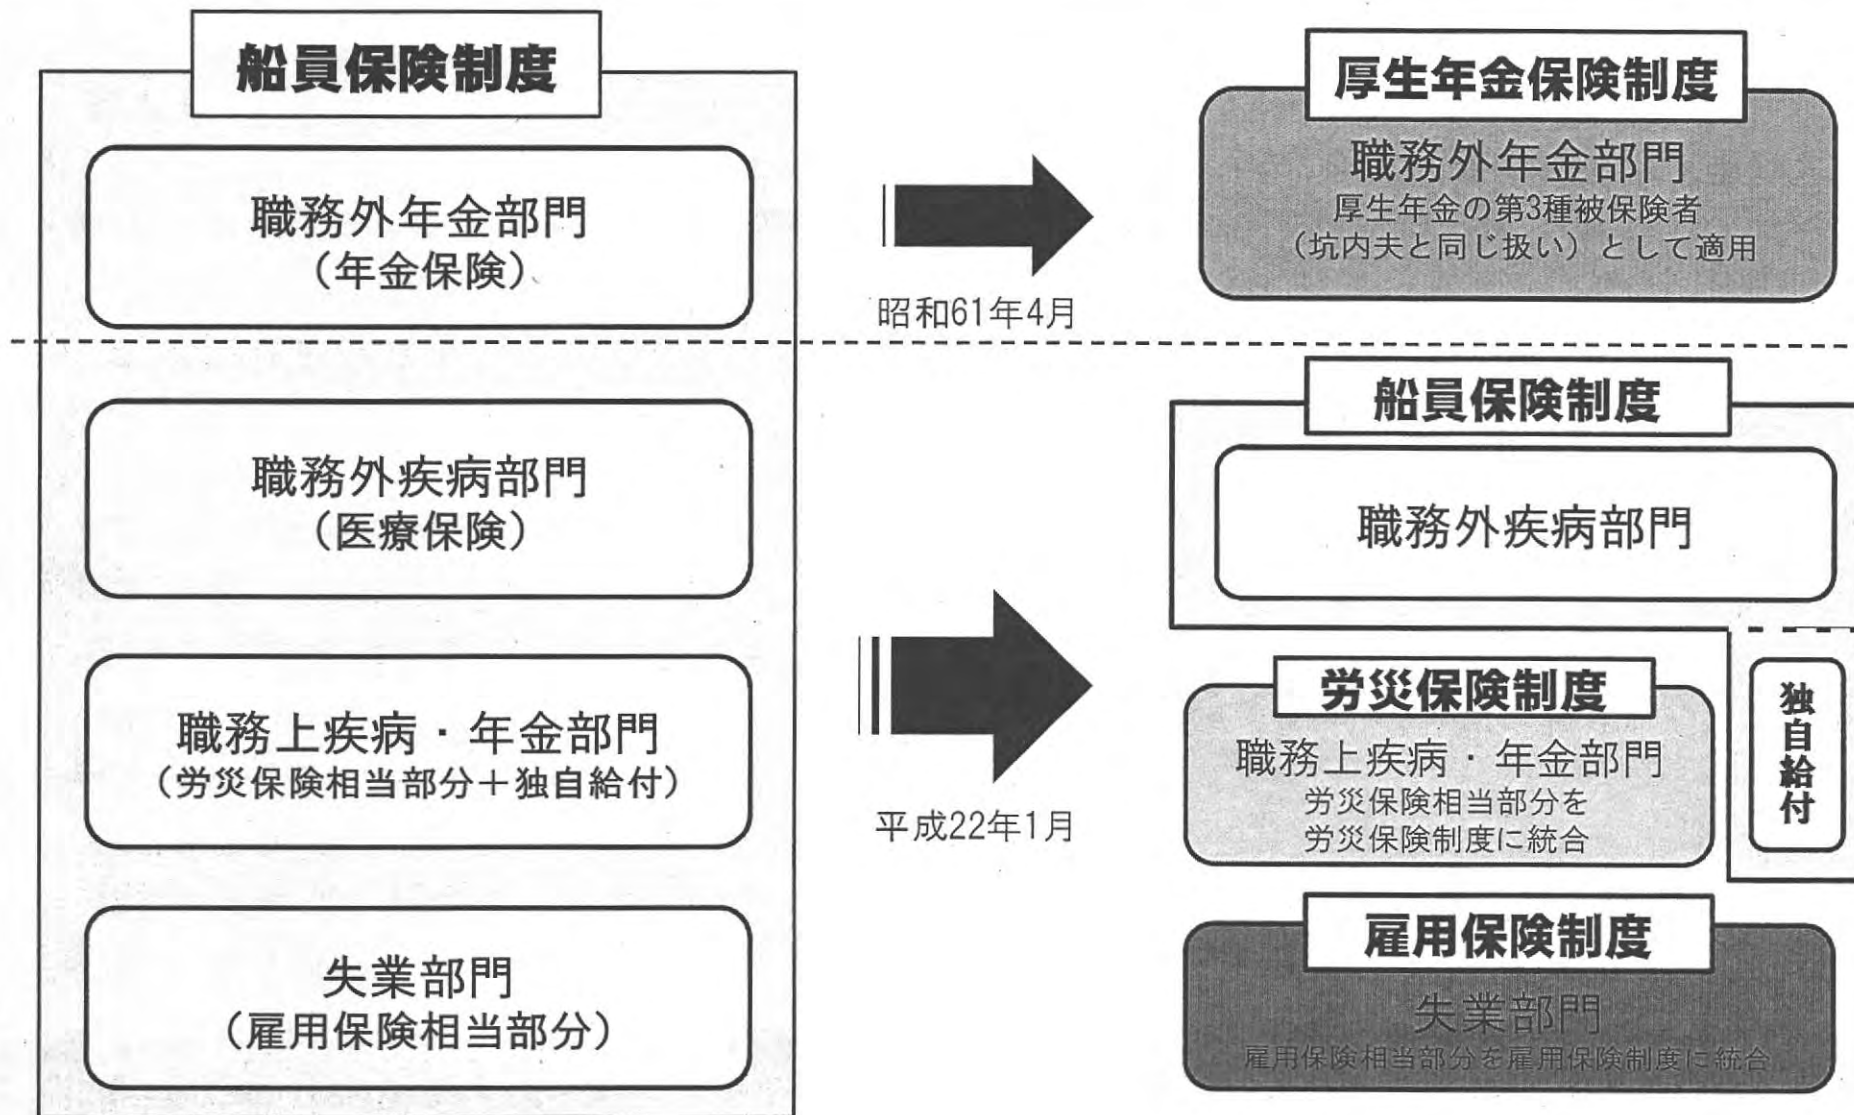 船員保険制度
職務外年金部門
（年金保険）
職務外疾病部門
（医療保険）
職務上疾病・年金部門
（労災保険相当部分＋独自給付）
失業部門
（雇用保険相当部分）
昭和61年4月
平成22年1月
厚生年金保険制度
職務外年金部門
厚生年金の第3種被保険者
（坑内夫と同じ扱い）として適用
船員保険制度
職務外疾病部門
労災保険制度
職務上疾病・年金部門
労災保険相当部分を
労災保険制度に統合
独自給付
雇用保険制度
失業部門
雇用保険相当部分を雇用保険制度に統合